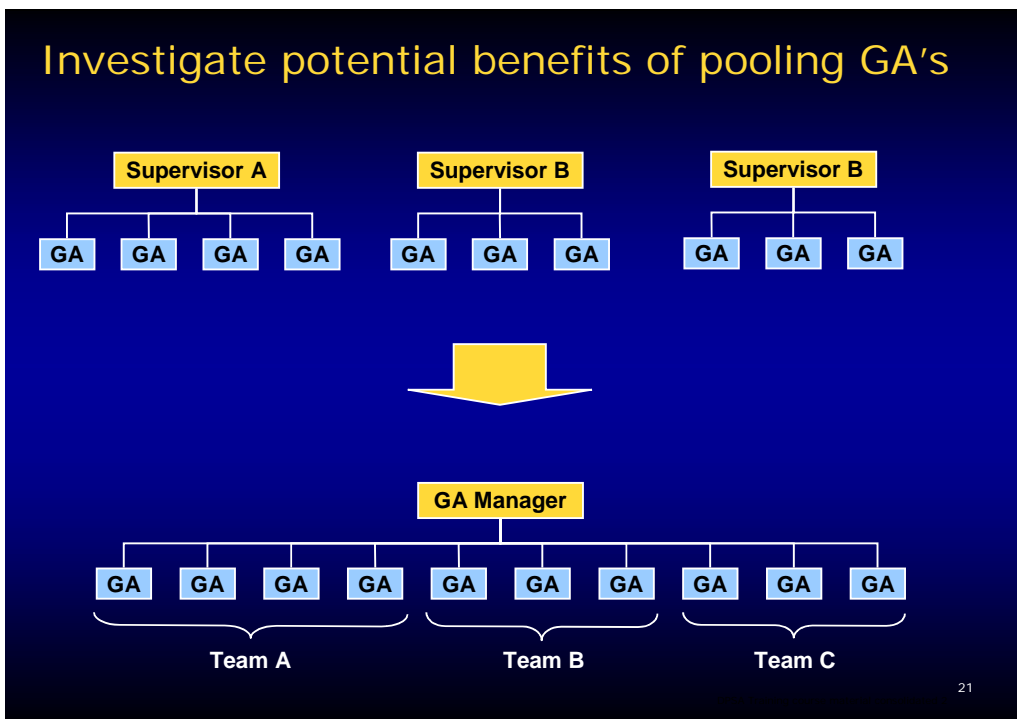 Investigate potential benefits of pooling GA's
Supervisor A
Supervisor B
Supervisor B
GA GA GA GA GA GA GA GA GA GA
GA Manager
GA GA GA GA GA GA GA GA GA GA
Team A
Team B
Team C
21